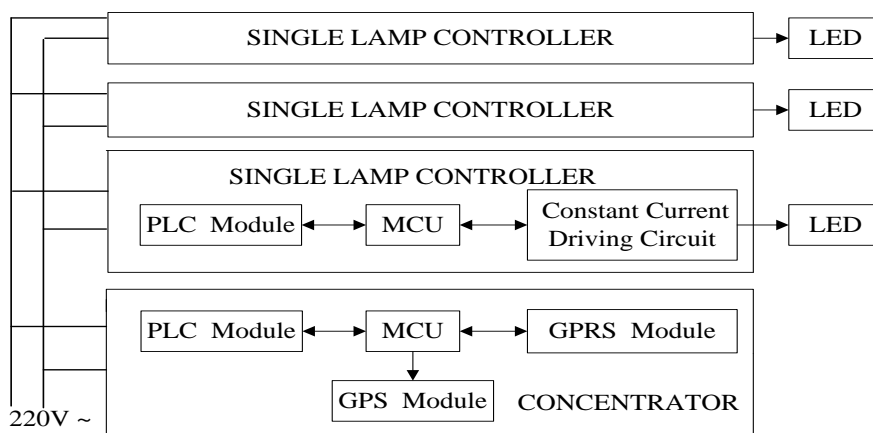 SINGLE LAMP CONTROLLER
LED
SINGLE LAMP CONTROLLER
LED
SINGLE LAMP CONTROLLER
PLC Module
MCU
Constant Current
Driving Circuit
LED
PLC Module
MCU
GPRS Module
GPS Module
CONCENTRATOR
220V ~